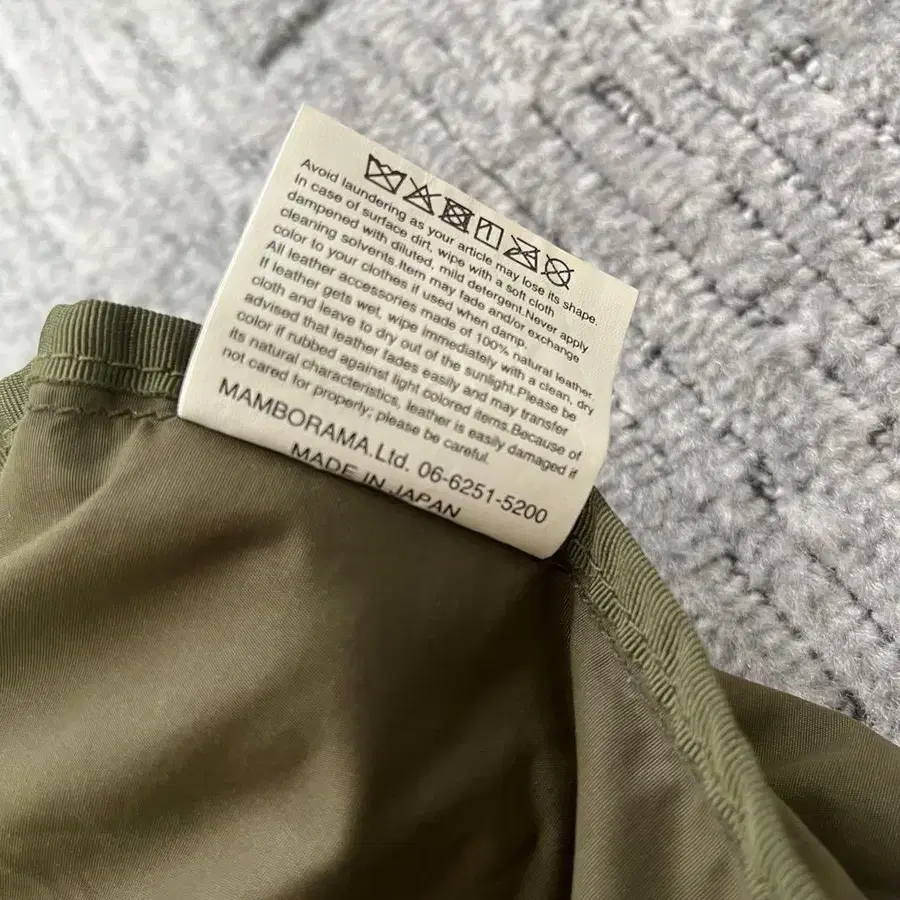 Avoid laundering as your article may lose its shape.
In case of surface dirt, wipe with a soft cloth
dampened with diluted, mild detergent.Never apply
cleaning solvents.Item may fade and/or exchange
color to your clothes if used when damp.
All leather accessories made of 100% natural leather.
If leather gets wet, wipe immediately with a clean, dry
cloth and leave to dry out of the sunlight.Please be
advised that leather fades easily and may transfer
color if rubbed against light colored items.Because of
its natural characteristics, leather is easily damaged if
not cared for properly; please be careful.
MAMBORAMA.Ltd. 06-6251-5200
MADE IN JAPAN